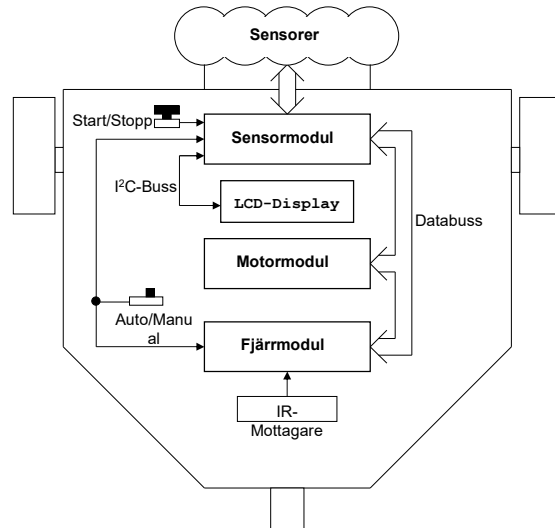 Sensorer
Start/Stopp
Sensormodul
I²C-Buss
LCD-Display
Databuss
Motormodul
Auto/Manu
al
Fjärrmodul
IR-
Mottagare